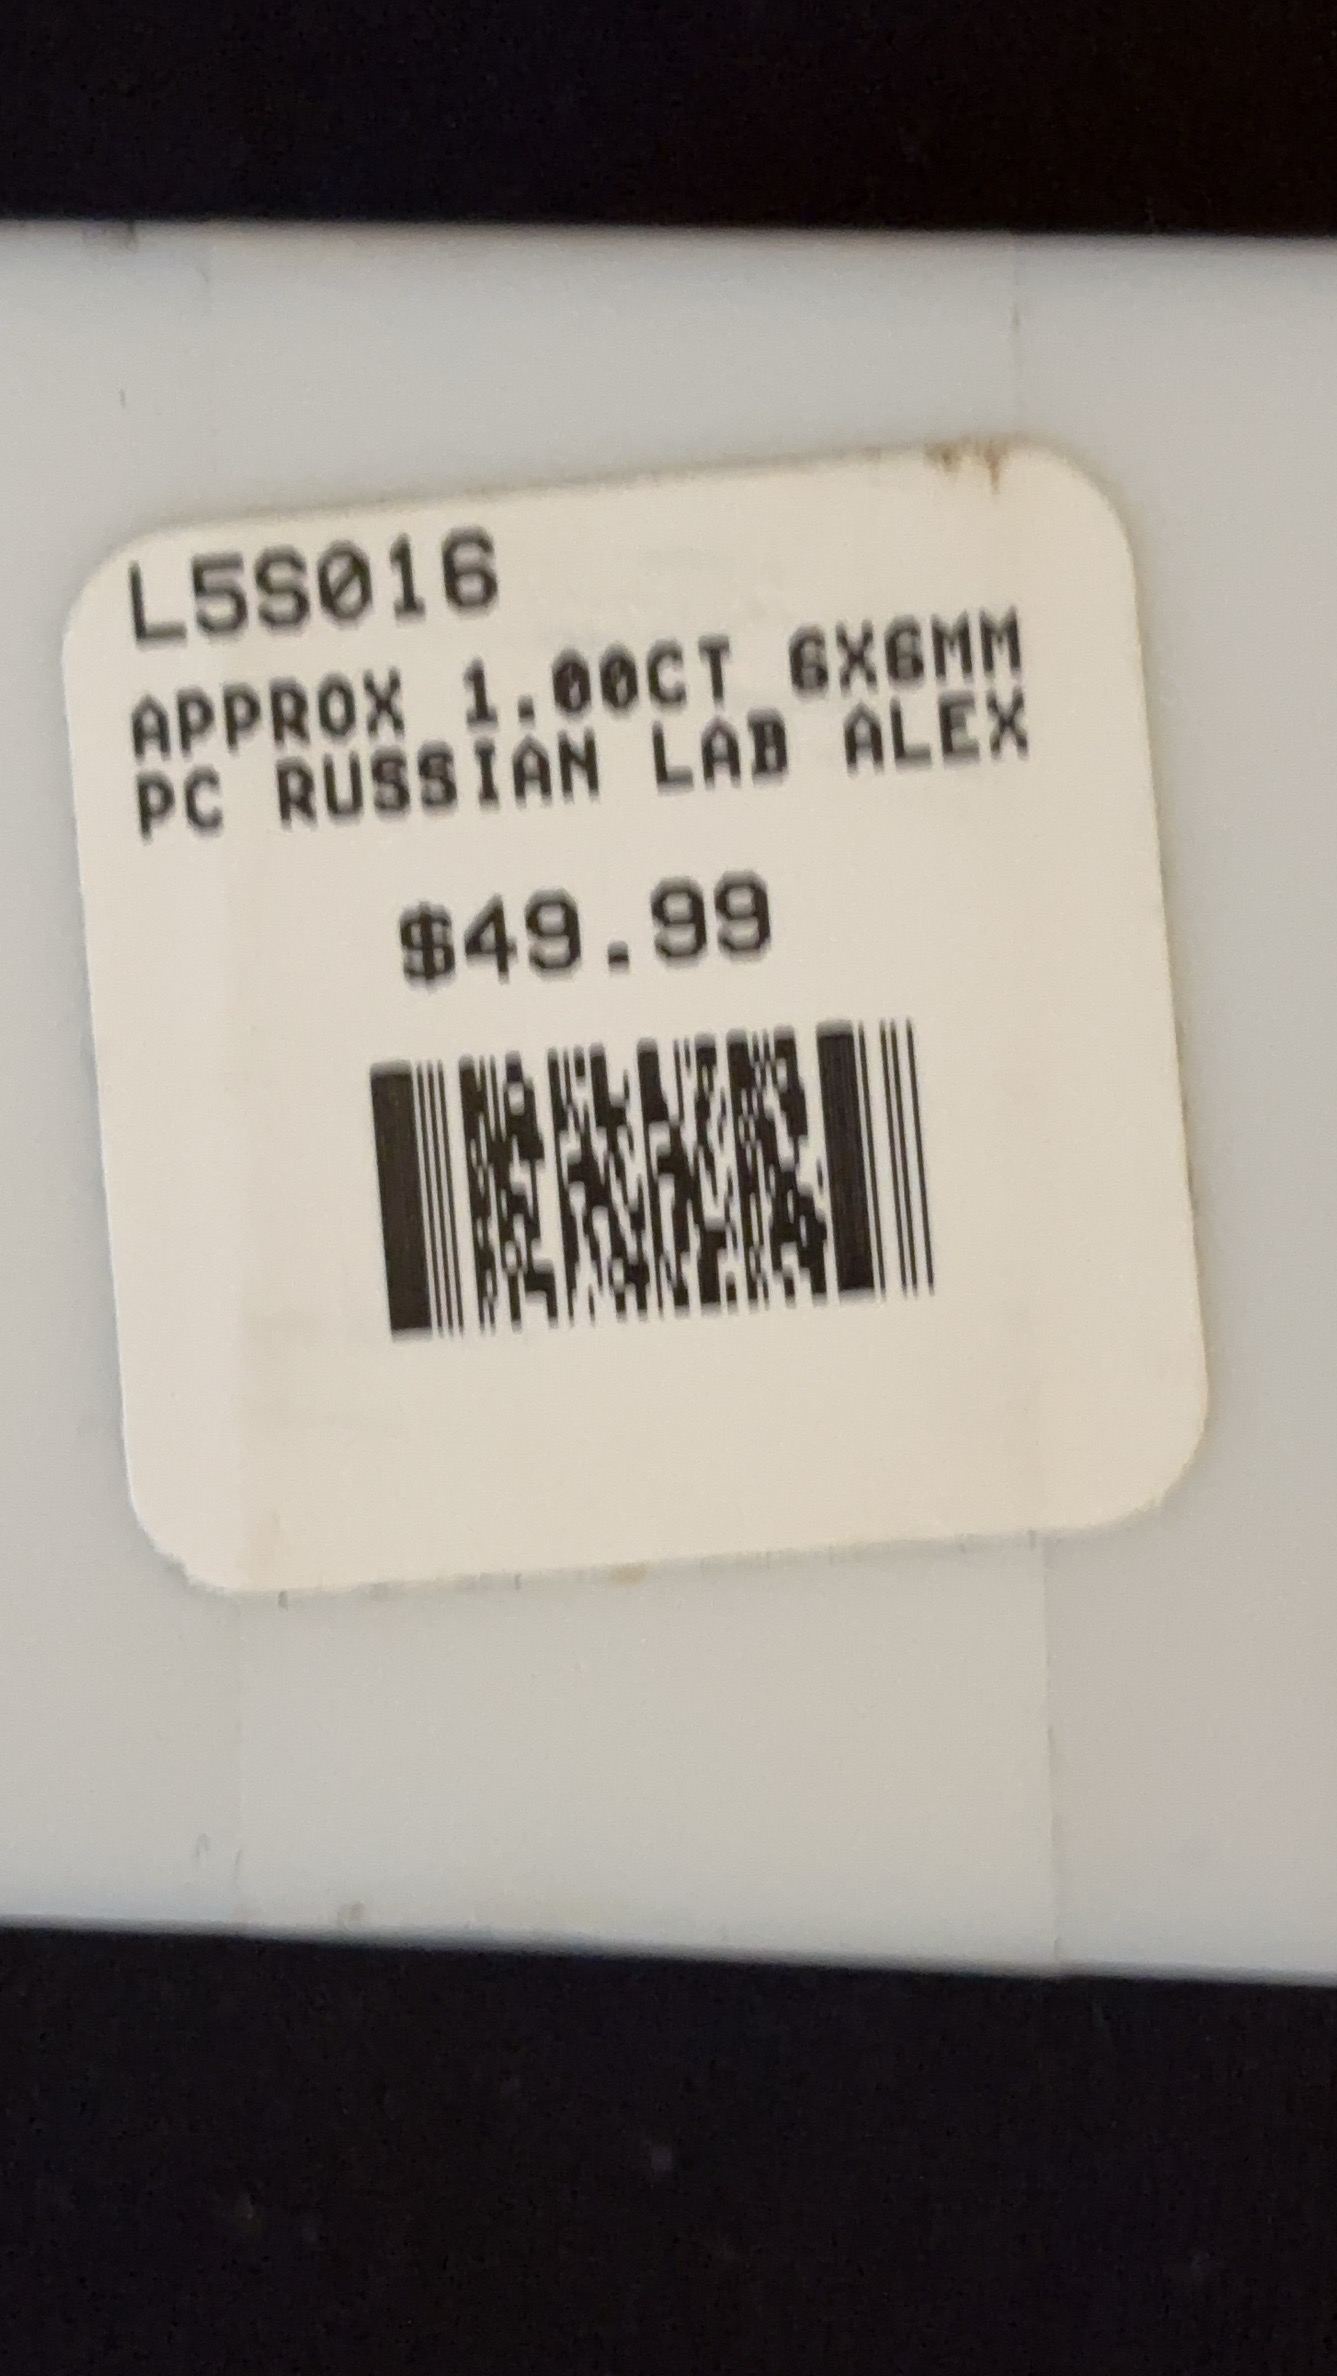 L5S016
APPROX 1.00CT 6X6MM
PC RUSSIAN LAB ALEX
$49.99